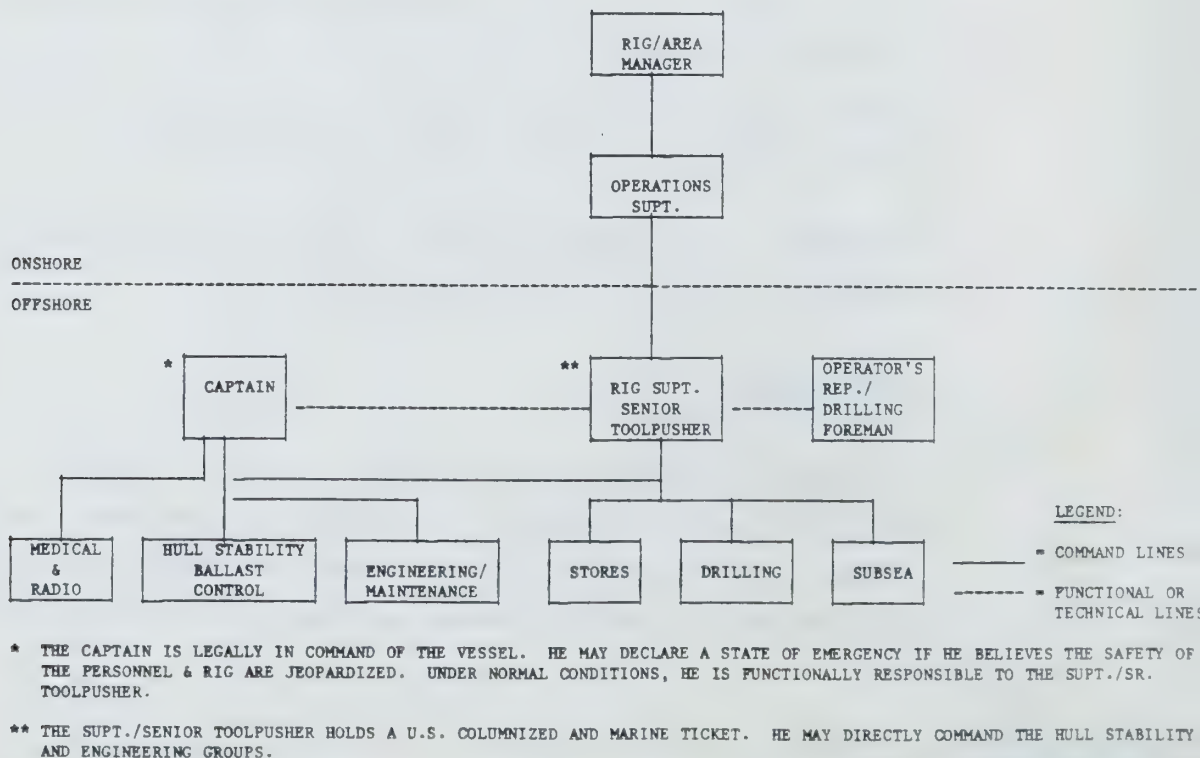 RIG/AREA
MANAGER
OPERATIONS
SUPT.
ONSHORE
OFFSHORE
*
CAPTAIN
**
RIG SUPT.
SENIOR
TOOLPUSHER
OPERATOR'S
REP./
DRILLING
FOREMAN
MEDICAL
&
RADIO
HULL STABILITY
BALLAST
CONTROL
ENGINEERING/
MAINTENANCE
STORES
DRILLING
SUBSEA
LEGEND:
= COMMAND LINES
= FUNCTIONAL OR
TECHNICAL LINES
* THE CAPTAIN IS LEGALLY IN COMMAND OF THE VESSEL. HE MAY DECLARE A STATE OF EMERGENCY IF HE BELIEVES THE SAFETY OF
THE PERSONNEL & RIG ARE JEOPARDIZED. UNDER NORMAL CONDITIONS, HE IS FUNCTIONALLY RESPONSIBLE TO THE SUPT./SR.
TOOLPUSHER.
** THE SUPT./SENIOR TOOLPUSHER HOLDS A U.S. COLUMNIZED AND MARINE TICKET. HE MAY DIRECTLY COMMAND THE HULL STABILITY
AND ENGINEERING GROUPS.